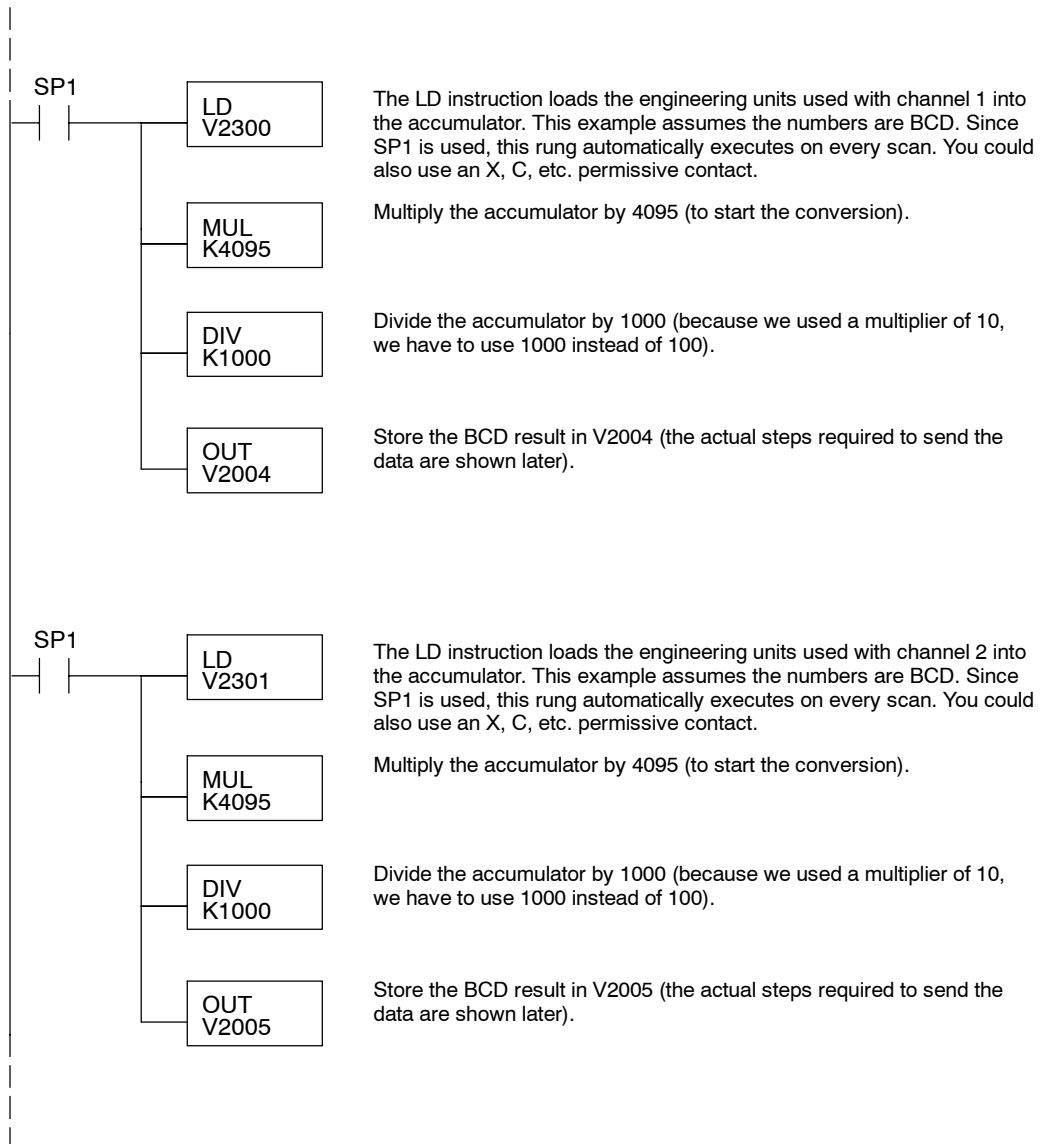 SP1
LD
V2300
The LD instruction loads the engineering units used with channel 1 into
the accumulator. This example assumes the numbers are BCD. Since
SP1 is used, this rung automatically executes on every scan. You could
also use an X, C, etc. permissive contact.
MUL
K4095
Multiply the accumulator by 4095 (to start the conversion).
DIV
K1000
Divide the accumulator by 1000 (because we used a multiplier of 10,
we have to use 1000 instead of 100).
OUT
V2004
Store the BCD result in V2004 (the actual steps required to send the
data are shown later).
SP1
LD
V2301
The LD instruction loads the engineering units used with channel 2 into
the accumulator. This example assumes the numbers are BCD. Since
SP1 is used, this rung automatically executes on every scan. You could
also use an X, C, etc. permissive contact.
MUL
K4095
Multiply the accumulator by 4095 (to start the conversion).
DIV
K1000
Divide the accumulator by 1000 (because we used a multiplier of 10,
we have to use 1000 instead of 100).
OUT
V2005
Store the BCD result in V2005 (the actual steps required to send the
data are shown later).